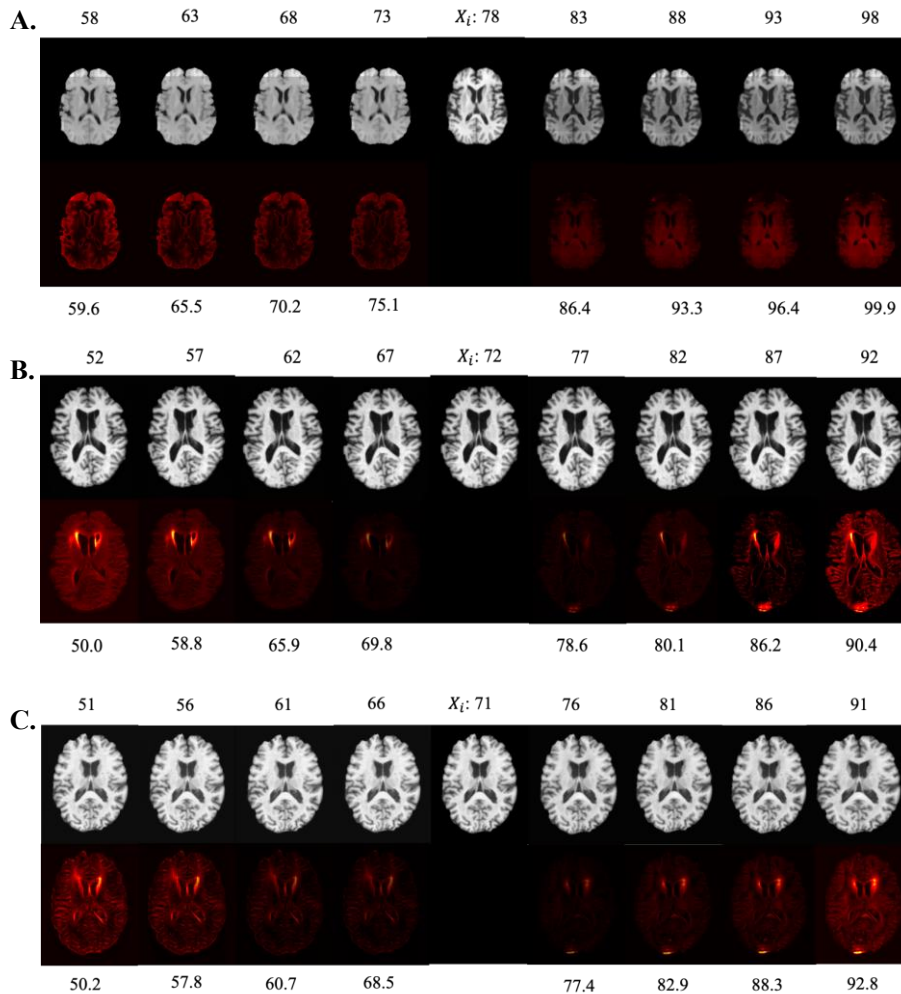 A. 58 63 68 73 Xᵢ: 78 83 88 93 98
59.6 65.5 70.2 75.1 86.4 93.3 96.4 99.9
B. 52 57 62 67 Xᵢ: 72 77 82 87 92
50.0 58.8 65.9 69.8 78.6 80.1 86.2 90.4
C. 51 56 61 66 Xᵢ: 71 76 81 86 91
50.2 57.8 60.7 68.5 77.4 82.9 88.3 92.8